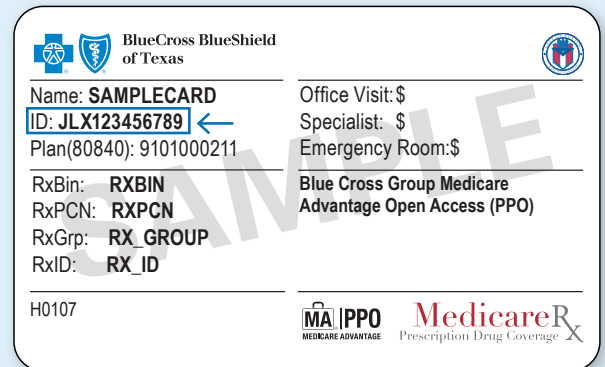 BlueCross BlueShield
of Texas
Name: SAMPLECARD
ID: JLX123456789
Plan(80840): 9101000211
Office Visit:$
Specialist: $
Emergency Room:$
RxBin: RXBIN
RxPCN: RXPCN
RxGrp: RX_GROUP
RxID: RX_ID
Blue Cross Group Medicare
Advantage Open Access (PPO)
SAMPLE
H0107
MA PPO
MEDICARE ADVANTAGE
MedicareRx
Prescription Drug Coverage